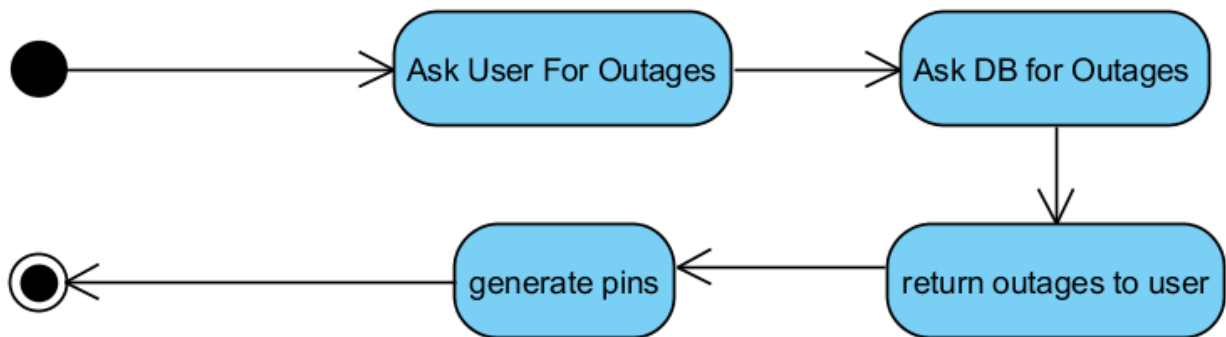 Ask User For Outages
Ask DB for Outages
generate pins
return outages to user